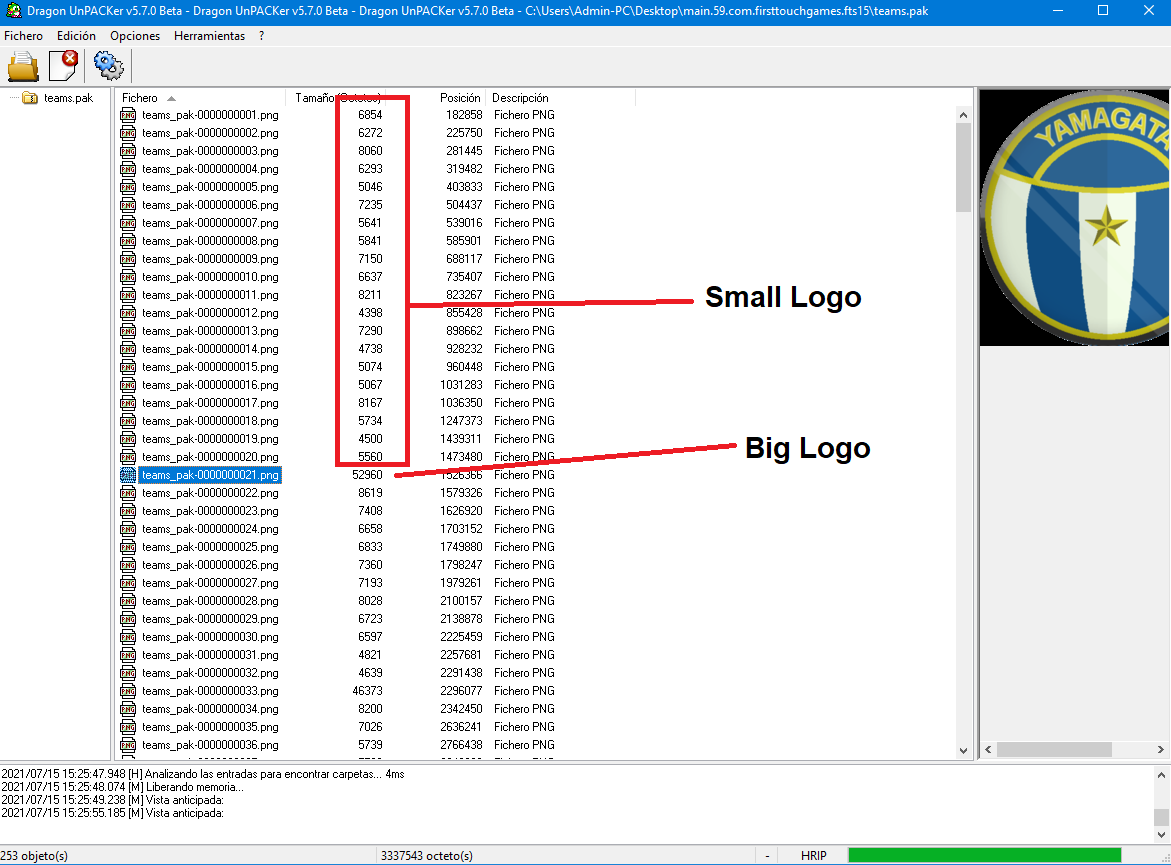 Dragon UnPACKer v5.7.0 Beta - Dragon UnPACKer v5.7.0 Beta - Dragon UnPACKer v5.7.0 Beta - C:\Users\Admin-PC\Desktop\main.59.com.firsttouchgames.fts15\teams.pak
Fichero Edición Opciones Herramientas ?
teams.pak
Fichero Tamaño (Octetos) Posición Descripción
teams_pak-0000000001.png 6854 182858 Fichero PNG
teams_pak-0000000002.png 6272 225750 Fichero PNG
teams_pak-0000000003.png 8060 281445 Fichero PNG
teams_pak-0000000004.png 6293 319482 Fichero PNG
teams_pak-0000000005.png 5046 403833 Fichero PNG
teams_pak-0000000006.png 7235 504437 Fichero PNG
teams_pak-0000000007.png 5641 539016 Fichero PNG
teams_pak-0000000008.png 5841 585901 Fichero PNG
teams_pak-0000000009.png 7150 688117 Fichero PNG
teams_pak-0000000010.png 6637 735407 Fichero PNG
teams_pak-0000000011.png 8211 823267 Fichero PNG
teams_pak-0000000012.png 4398 855428 Fichero PNG
teams_pak-0000000013.png 7290 898662 Fichero PNG
teams_pak-0000000014.png 4738 928232 Fichero PNG
teams_pak-0000000015.png 5074 960448 Fichero PNG
teams_pak-0000000016.png 5067 1031283 Fichero PNG
teams_pak-0000000017.png 8167 1036350 Fichero PNG
teams_pak-0000000018.png 5734 1247373 Fichero PNG
teams_pak-0000000019.png 4500 1439311 Fichero PNG
teams_pak-0000000020.png 5560 1473480 Fichero PNG
teams_pak-0000000021.png 52960 1526366 Fichero PNG
teams_pak-0000000022.png 8619 1579326 Fichero PNG
teams_pak-0000000023.png 7408 1626920 Fichero PNG
teams_pak-0000000024.png 6658 1703152 Fichero PNG
teams_pak-0000000025.png 6833 1749880 Fichero PNG
teams_pak-0000000026.png 7360 1798247 Fichero PNG
teams_pak-0000000027.png 7193 1979261 Fichero PNG
teams_pak-0000000028.png 8028 2100157 Fichero PNG
teams_pak-0000000029.png 6723 2138878 Fichero PNG
teams_pak-0000000030.png 6597 2225459 Fichero PNG
teams_pak-0000000031.png 4821 2257681 Fichero PNG
teams_pak-0000000032.png 4639 2291438 Fichero PNG
teams_pak-0000000033.png 46373 2296077 Fichero PNG
teams_pak-0000000034.png 8200 2342450 Fichero PNG
teams_pak-0000000035.png 7026 2636241 Fichero PNG
teams_pak-0000000036.png 5739 2766438 Fichero PNG
Small Logo
Big Logo
YAMAGATA
2021/07/15 15:25:47.948 [H] Analizando las entradas para encontrar carpetas... 4ms
2021/07/15 15:25:48.074 [M] Liberando memoria...
2021/07/15 15:25:49.238 [M] Vista anticipada:
2021/07/15 15:25:55.185 [M] Vista anticipada:
253 objeto(s) 3337543 octeto(s) - HRIP